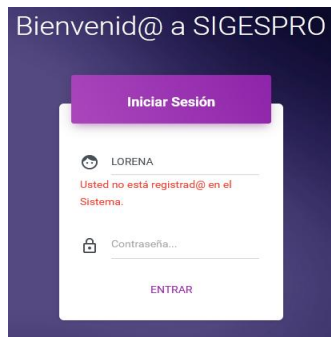 Bienvenid@ a SIGESPRO
Iniciar Sesión
LORENA
Usted no está registrad@ en el
Sistema.
Contraseña...
ENTRAR